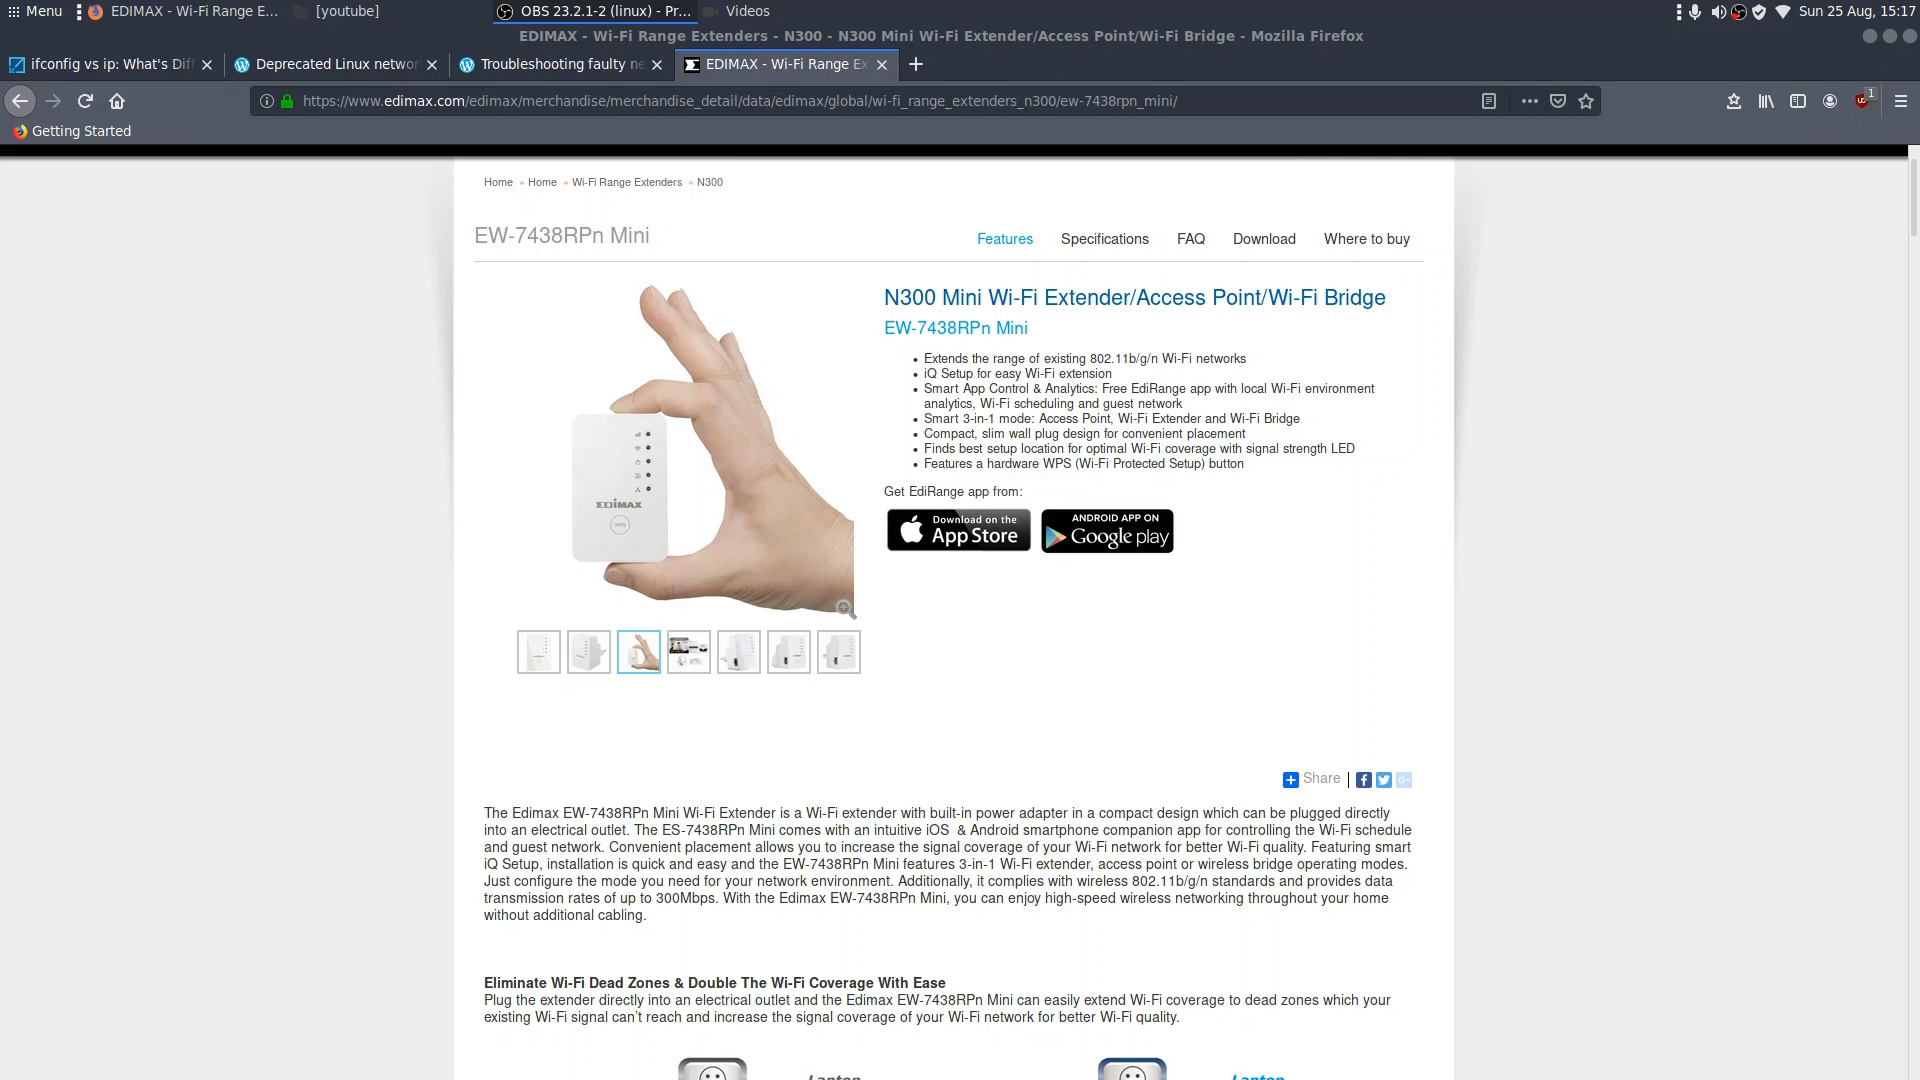 Menu
EDIMAX - Wi-Fi Range E...
[youtube]
OBS 23.2.1-2 (linux) - Pr...
Videos
Sun 25 Aug, 15:17
EDIMAX - Wi-Fi Range Extenders - N300 - N300 Mini Wi-Fi Extender/Access Point/Wi-Fi Bridge - Mozilla Firefox
ifconfig vs ip: What's Dif
Deprecated Linux networ
Troubleshooting faulty ne
EDIMAX - Wi-Fi Range Ex
https://www.edimax.com/edimax/merchandise/merchandise_detail/data/edimax/global/wi-fi_range_extenders_n300/ew-7438rpn_mini/
1
Getting Started
Home » Home » Wi-Fi Range Extenders » N300
EW-7438RPn Mini
Features
Specifications
FAQ
Download
Where to buy
N300 Mini Wi-Fi Extender/Access Point/Wi-Fi Bridge
EW-7438RPn Mini
• Extends the range of existing 802.11b/g/n Wi-Fi networks
• iQ Setup for easy Wi-Fi extension
• Smart App Control & Analytics: Free EdiRange app with local Wi-Fi environment
analytics, Wi-Fi scheduling and guest network
• Smart 3-in-1 mode: Access Point, Wi-Fi Extender and Wi-Fi Bridge
• Compact, slim wall plug design for convenient placement
• Finds best setup location for optimal Wi-Fi coverage with signal strength LED
• Features a hardware WPS (Wi-Fi Protected Setup) button
Get EdiRange app from:
Download on the
App Store
ANDROID APP ON
Google play
EDIMAX
WPS
Share
The Edimax EW-7438RPn Mini Wi-Fi Extender is a Wi-Fi extender with built-in power adapter in a compact design which can be plugged directly
into an electrical outlet. The ES-7438RPn Mini comes with an intuitive iOS & Android smartphone companion app for controlling the Wi-Fi schedule
and guest network. Convenient placement allows you to increase the signal coverage of your Wi-Fi network for better Wi-Fi quality. Featuring smart
iQ Setup, installation is quick and easy and the EW-7438RPn Mini features 3-in-1 Wi-Fi extender, access point or wireless bridge operating modes.
Just configure the mode you need for your network environment. Additionally, it complies with wireless 802.11b/g/n standards and provides data
transmission rates of up to 300Mbps. With the Edimax EW-7438RPn Mini, you can enjoy high-speed wireless networking throughout your home
without additional cabling.
Eliminate Wi-Fi Dead Zones & Double The Wi-Fi Coverage With Ease
Plug the extender directly into an electrical outlet and the Edimax EW-7438RPn Mini can easily extend Wi-Fi coverage to dead zones which your
existing Wi-Fi signal can't reach and increase the signal coverage of your Wi-Fi network for better Wi-Fi quality.
Laptop
Laptop